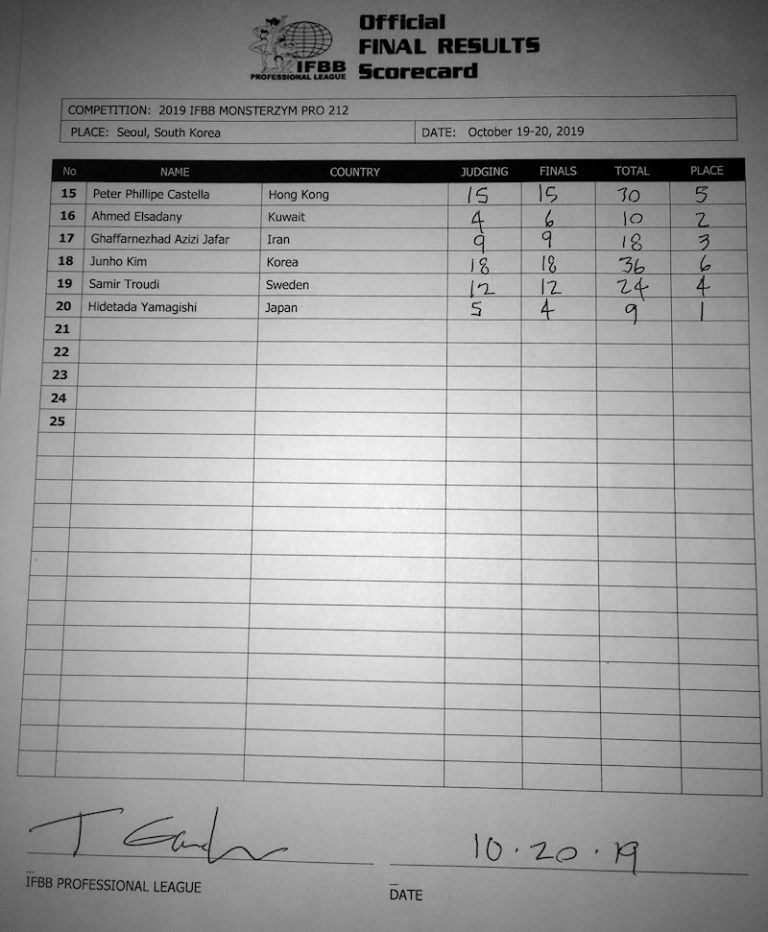 Official
FINAL RESULTS
Scorecard
IFBB
PROFESSIONAL LEAGUE
COMPETITION: 2019 IFBB MONSTERZYM PRO 212
PLACE: Seoul, South Korea DATE: October 19-20, 2019
No NAME COUNTRY JUDGING FINALS TOTAL PLACE
15 Peter Phillipe Castella Hong Kong 15 15 30 5
16 Ahmed Elsadany Kuwait 4 6 10 2
17 Ghaffarnezhad Azizi Jafar Iran 9 9 18 3
18 Junho Kim Korea 18 18 36 6
19 Samir Troudi Sweden 12 12 24 4
20 Hidetada Yamagishi Japan 5 4 9 1
21
22
23
24
25
10.20.19
IFBB PROFESSIONAL LEAGUE
DATE